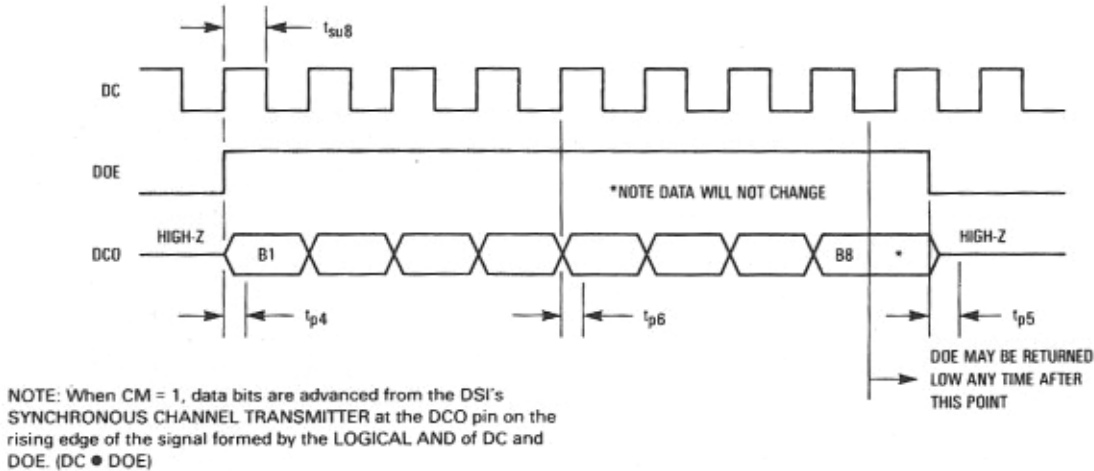 tsu8
DC
DOE
*NOTE DATA WILL NOT CHANGE
HIGH-Z
HIGH-Z
DCO
B1
B8
*
tp4
tp6
tp5
DOE MAY BE RETURNED
LOW ANY TIME AFTER
THIS POINT
NOTE: When CM = 1, data bits are advanced from the DSI's
SYNCHRONOUS CHANNEL TRANSMITTER at the DCO pin on the
rising edge of the signal formed by the LOGICAL AND of DC and
DOE. (DC ● DOE)